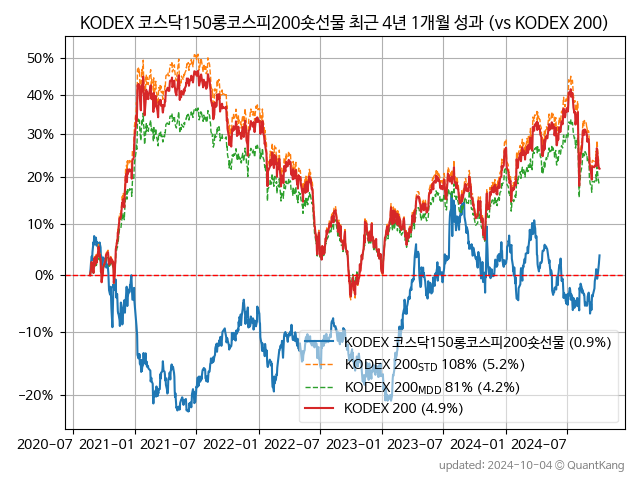 KODEX 코스닥150롱코스피200숏선물 최근 4년 1개월 성과 (vs KODEX 200)
50%
40%
30%
20%
10%
0%
-10%
-20%
KODEX 코스닥150롱코스피200숏선물 (0.9%)
KODEX 200STD 108% (5.2%)
KODEX 200MDD 81% (4.2%)
KODEX 200 (4.9%)
2020-07 2021-01 2021-07 2022-01 2022-07 2023-01 2023-07 2024-01 2024-07
updated: 2024-10-04 © QuantKang